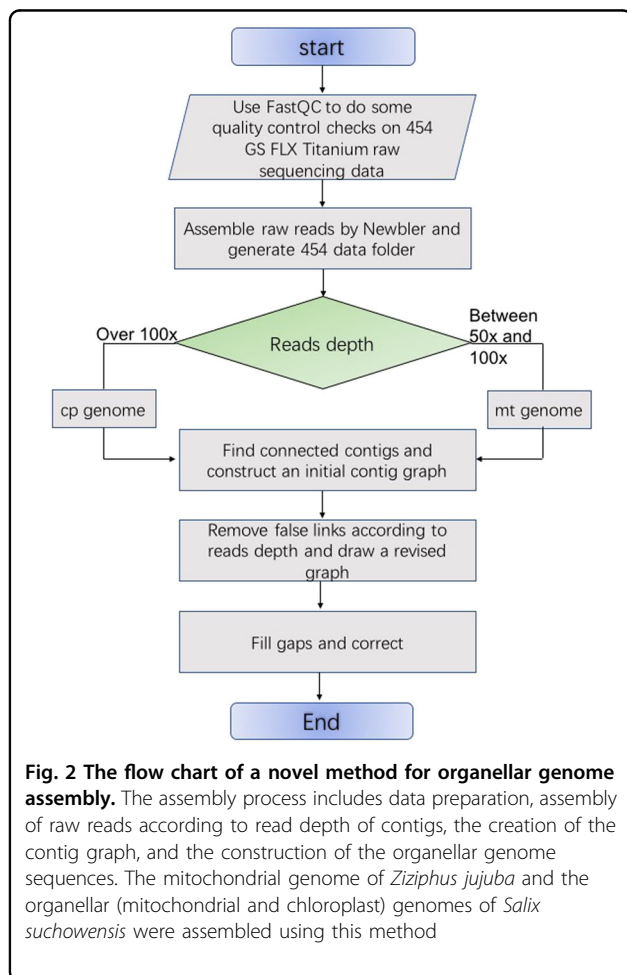 start
Use FastQC to do some
quality control checks on 454
GS FLX Titanium raw
sequencing data
Assemble raw reads by Newbler and
generate 454 data folder
Over 100x
Reads depth
Between
50x and
100x
cp genome
mt genome
Find connected contigs and
construct an initial contig graph
Remove false links according to
reads depth and draw a revised
graph
Fill gaps and correct
End
Fig. 2 The flow chart of a novel method for organellar genome
assembly. The assembly process includes data preparation, assembly
of raw reads according to read depth of contigs, the creation of the
contig graph, and the construction of the organellar genome
sequences. The mitochondrial genome of Ziziphus jujuba and the
organellar (mitochondrial and chloroplast) genomes of Salix
suchowensis were assembled using this method